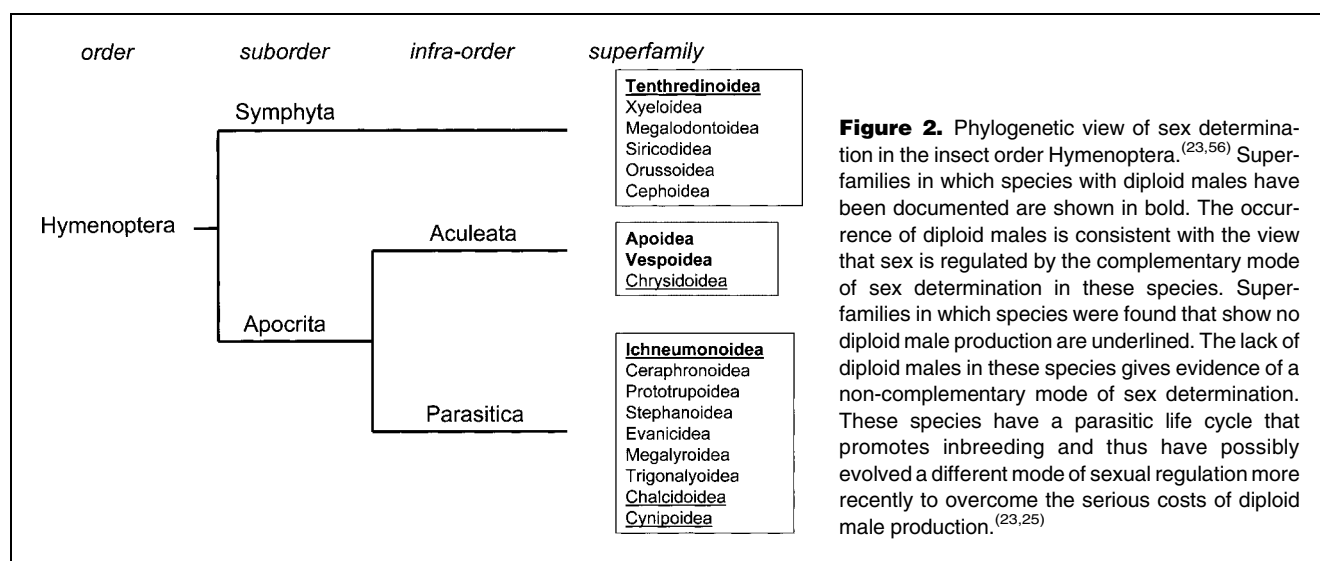 order suborder infra-order superfamily
Symphyta
Tenthredinoidea
Xyeloidea
Megalodontoidea
Siricodidea
Orussoidea
Cephoidea
Hymenoptera
Aculeata
Apoidea
Vespoidea
Chrysidoidea
Apocrita
Parasitica
Ichneumonoidea
Ceraphronoidea
Prototrupoidea
Stephanoidea
Evanicidea
Megalyroidea
Trigonalyoidea
Chalcidoidea
Cynipoidea
Figure 2. Phylogenetic view of sex determina-
tion in the insect order Hymenoptera.(23,56) Super-
families in which species with diploid males have
been documented are shown in bold. The occur-
rence of diploid males is consistent with the view
that sex is regulated by the complementary mode
of sex determination in these species. Super-
families in which species were found that show no
diploid male production are underlined. The lack of
diploid males in these species gives evidence of a
non-complementary mode of sex determination.
These species have a parasitic life cycle that
promotes inbreeding and thus have possibly
evolved a different mode of sexual regulation more
recently to overcome the serious costs of diploid
male production.(23,25)